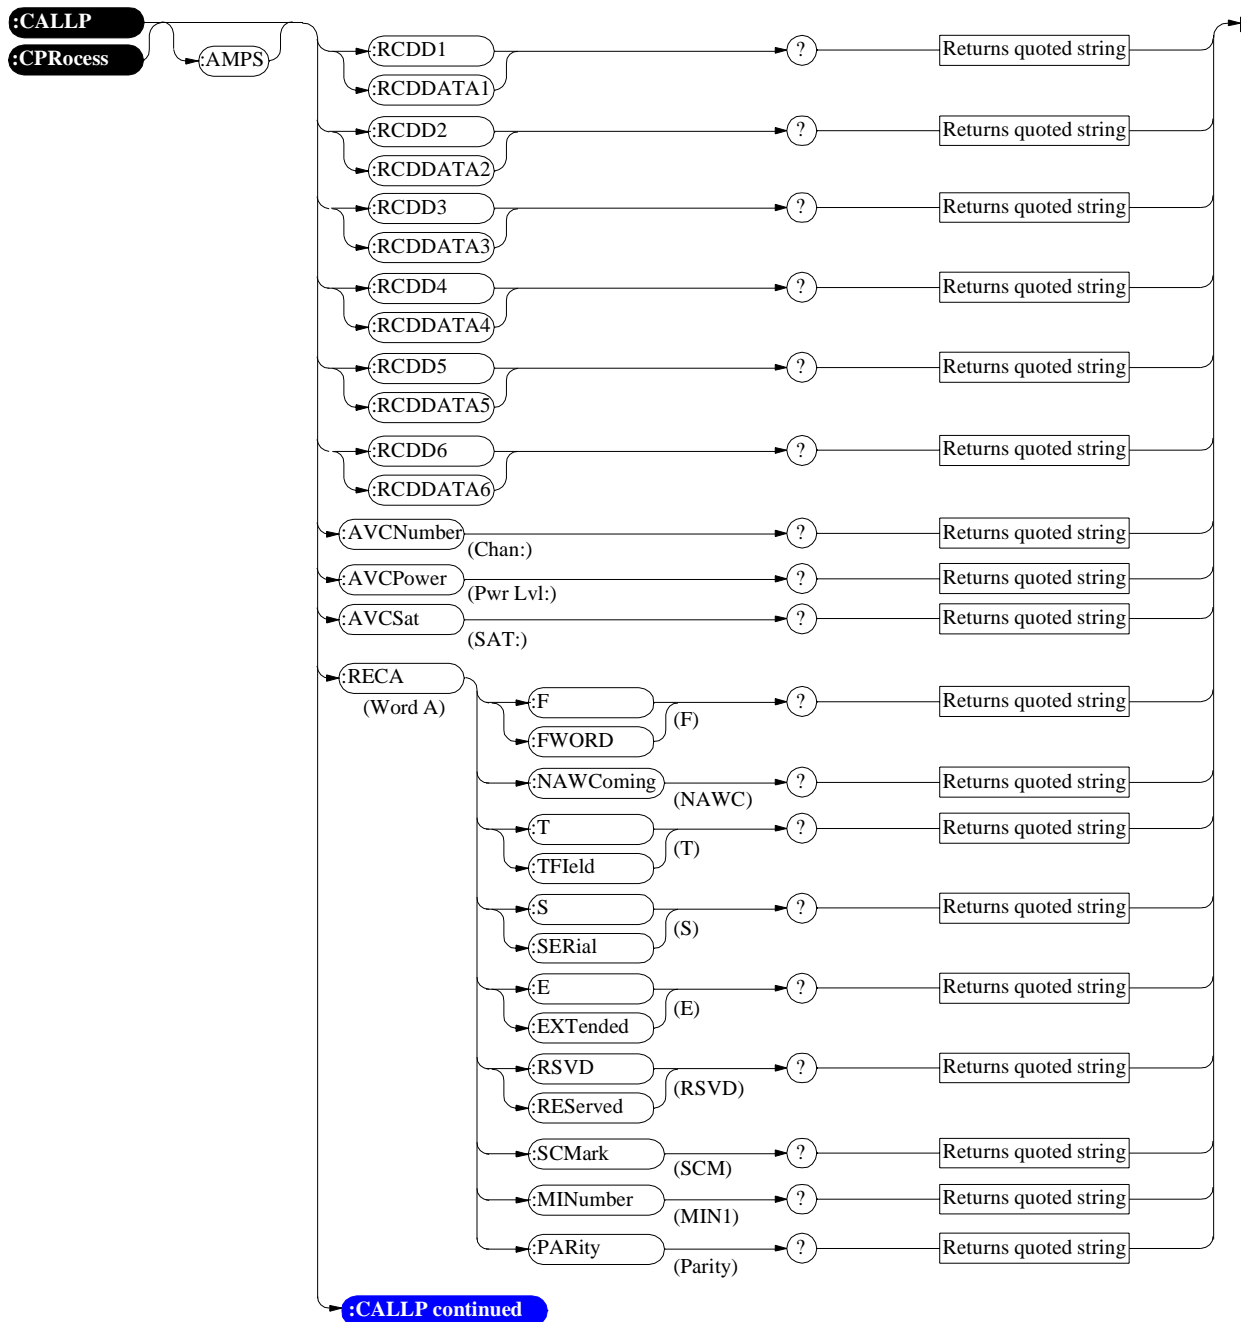 :CALLP
:CPRocess
:AMPS
:RCDD1 ? Returns quoted string
:RCDDATA1
:RCDD2 ? Returns quoted string
:RCDDATA2
:RCDD3 ? Returns quoted string
:RCDDATA3
:RCDD4 ? Returns quoted string
:RCDDATA4
:RCDD5 ? Returns quoted string
:RCDDATA5
:RCDD6 ? Returns quoted string
:RCDDATA6
:AVCNumber ? Returns quoted string
(Chan:)
:AVCPower ? Returns quoted string
(Pwr Lvl:)
:AVCSat ? Returns quoted string
(SAT:)
:RECA
(Word A)
:F ? Returns quoted string
(F)
:FWORD
:NAWComing ? Returns quoted string
(NAWC)
:T ? Returns quoted string
(T)
:TFIeld
:S ? Returns quoted string
(S)
:SERial
:E ? Returns quoted string
(E)
:EXTended
:RSVD ? Returns quoted string
(RSVD)
:REServed
:SCMark ? Returns quoted string
(SCM)
:MINumber ? Returns quoted string
(MIN1)
:PARity ? Returns quoted string
(Parity)
:CALLP continued